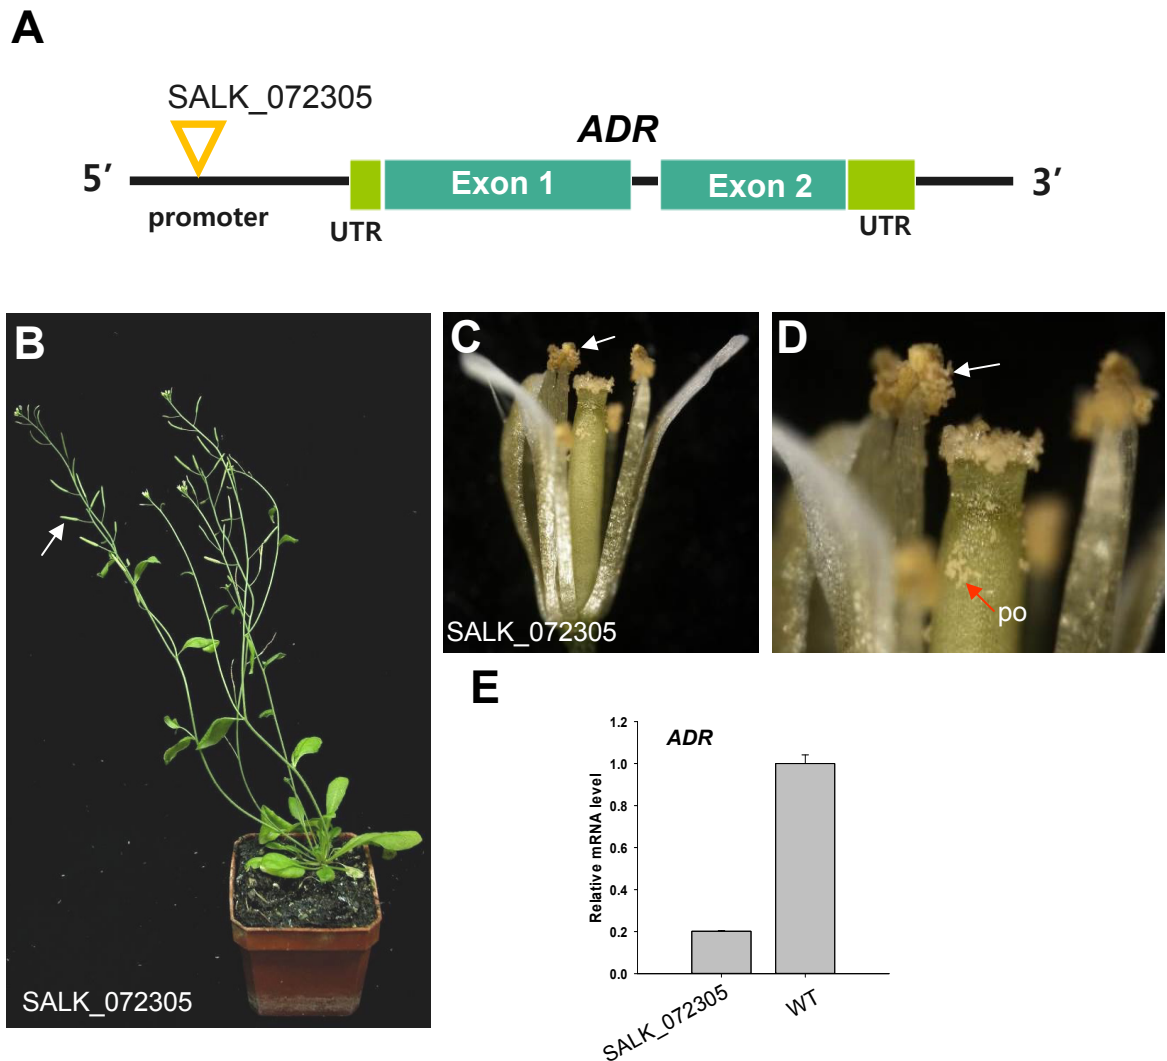 A
SALK_072305
ADR
5’
Exon 1
Exon 2
3’
promoter
UTR
UTR
B
SALK_072305
C
SALK_072305
D
po
E
ADR
Relative mRNA level
1.2
1.0
0.8
0.6
0.4
0.2
0.0
SALK_072305
WT